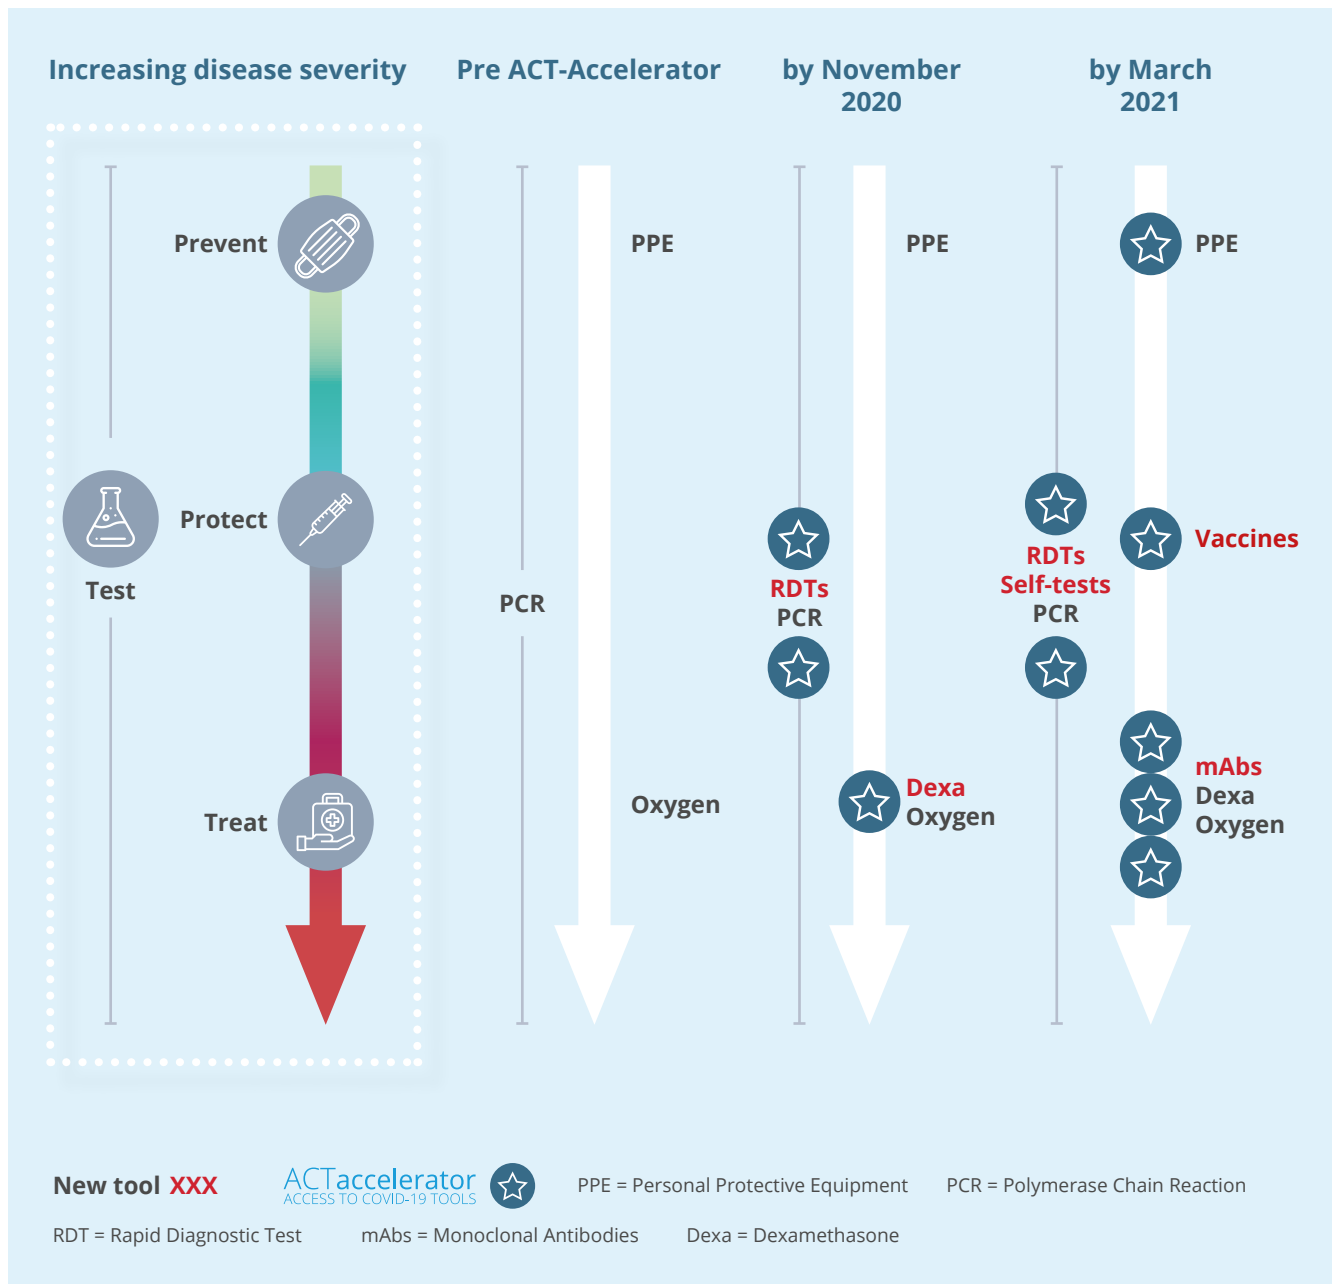 Increasing disease severity
Pre ACT-Accelerator
by November
2020
by March
2021
Prevent
Protect
Test
Treat
PPE
PCR
Oxygen
PPE
RDTs
PCR
Dexa
Oxygen
PPE
RDTs
Self-tests
PCR
Vaccines
mAbs
Dexa
Oxygen
New tool XXX
ACTaccelerator
ACCESS TO COVID-19 TOOLS
PPE = Personal Protective Equipment
PCR = Polymerase Chain Reaction
RDT = Rapid Diagnostic Test
mAbs = Monoclonal Antibodies
Dexa = Dexamethasone